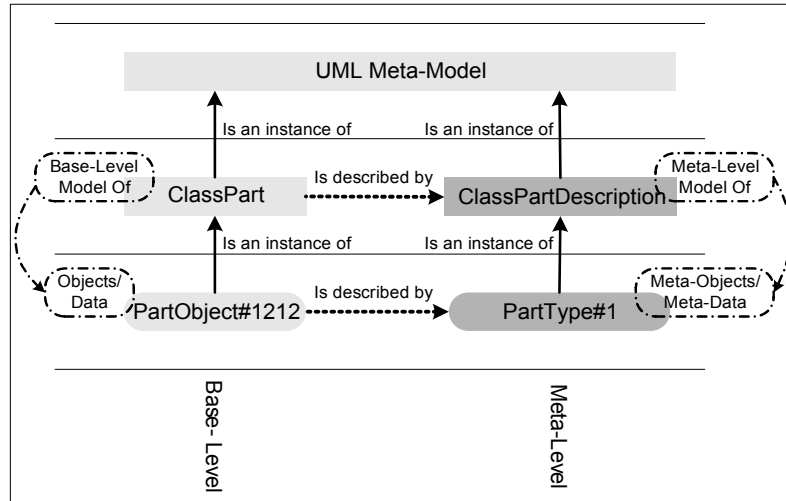 UML Meta-Model
Is an instance of
Is an instance of
Base-Level
Model Of
ClassPart
Is described by
ClassPartDescription
Meta-Level
Model Of
Is an instance of
Is an instance of
Objects/
Data
PartObject#1212
Is described by
PartType#1
Meta-Objects/
Meta-Data
Base- Level
Meta-Level